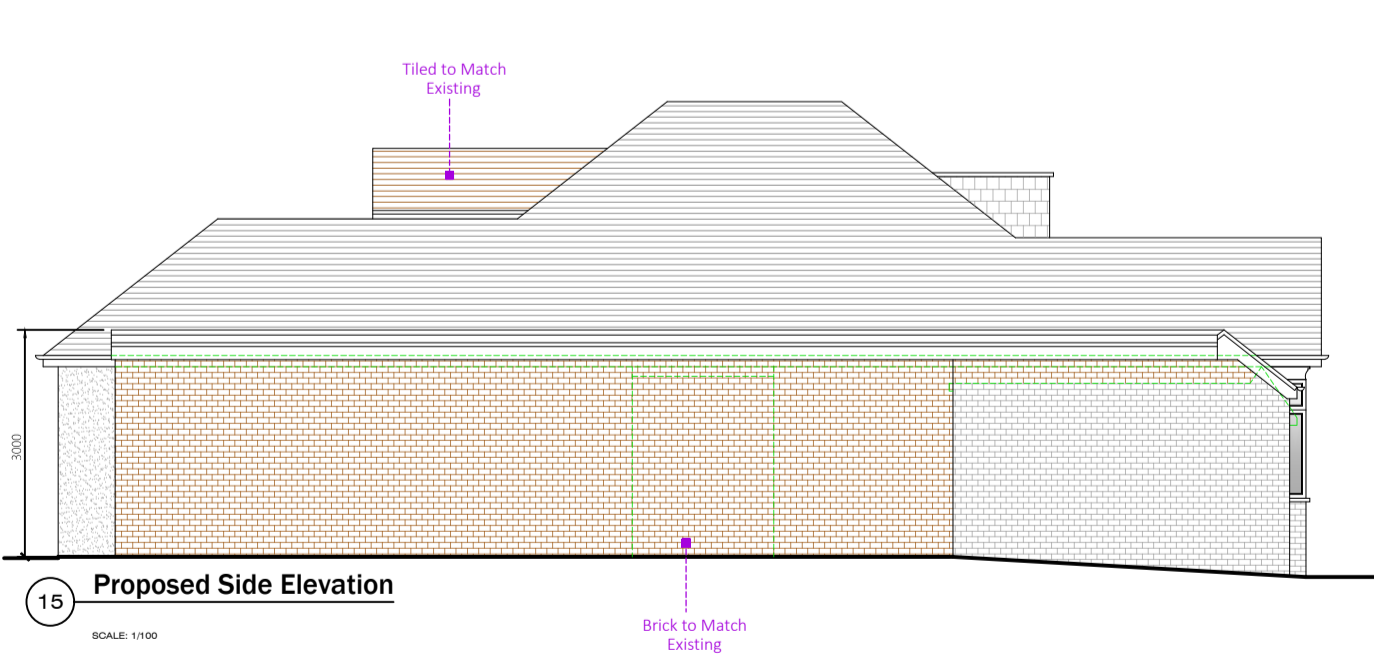 Tiled to Match
Existing
3000
15
Proposed Side Elevation
SCALE: 1/100
Brick to Match
Existing